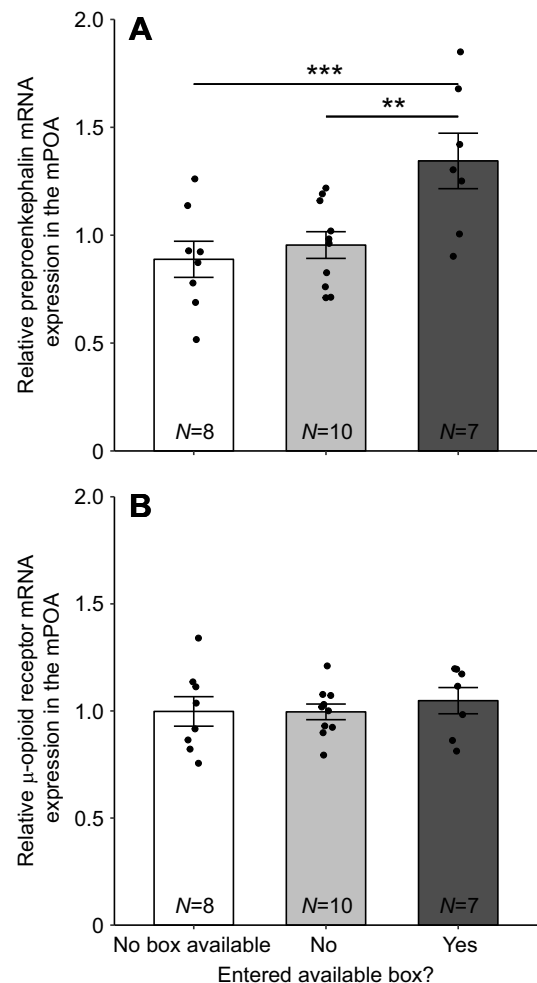 A
Relative preproenkephalin mRNA
expression in the mPOA
2.0
1.5
1.0
0.5
0
***
**
N=8
N=10
N=7
B
Relative μ-opioid receptor mRNA
expression in the mPOA
2.0
1.5
1.0
0.5
0
N=8
N=10
N=7
No box available
No
Yes
Entered available box?